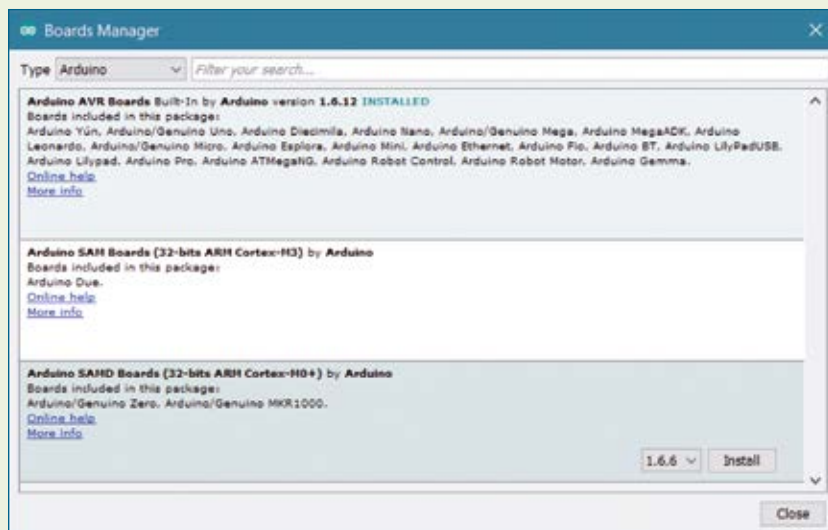 Boards Manager
Type Arduino Filter your search...
Arduino AVR Boards Built-In by Arduino version 1.6.12 INSTALLED
Boards included in this package:
Arduino Yún, Arduino/Genuino Uno, Arduino Diecimila, Arduino Nano, Arduino/Genuino Mega, Arduino MegaADK, Arduino
Leonardo, Arduino/Genuino Micro, Arduino Esplora, Arduino Mini, Arduino Ethernet, Arduino Fio, Arduino BT, Arduino LilyPadUSB,
Arduino Lilypad, Arduino Pro, Arduino ATMegaNG, Arduino Robot Control, Arduino Robot Motor, Arduino Gemma.
Online help
More info
Arduino SAM Boards (32-bits ARM Cortex-M3) by Arduino
Boards included in this package:
Arduino Due.
Online help
More info
Arduino SAMD Boards (32-bits ARM Cortex-M0+) by Arduino
Boards included in this package:
Arduino/Genuino Zero, Arduino/Genuino MKR1000.
Online help
More info
1.6.6 Install
Close